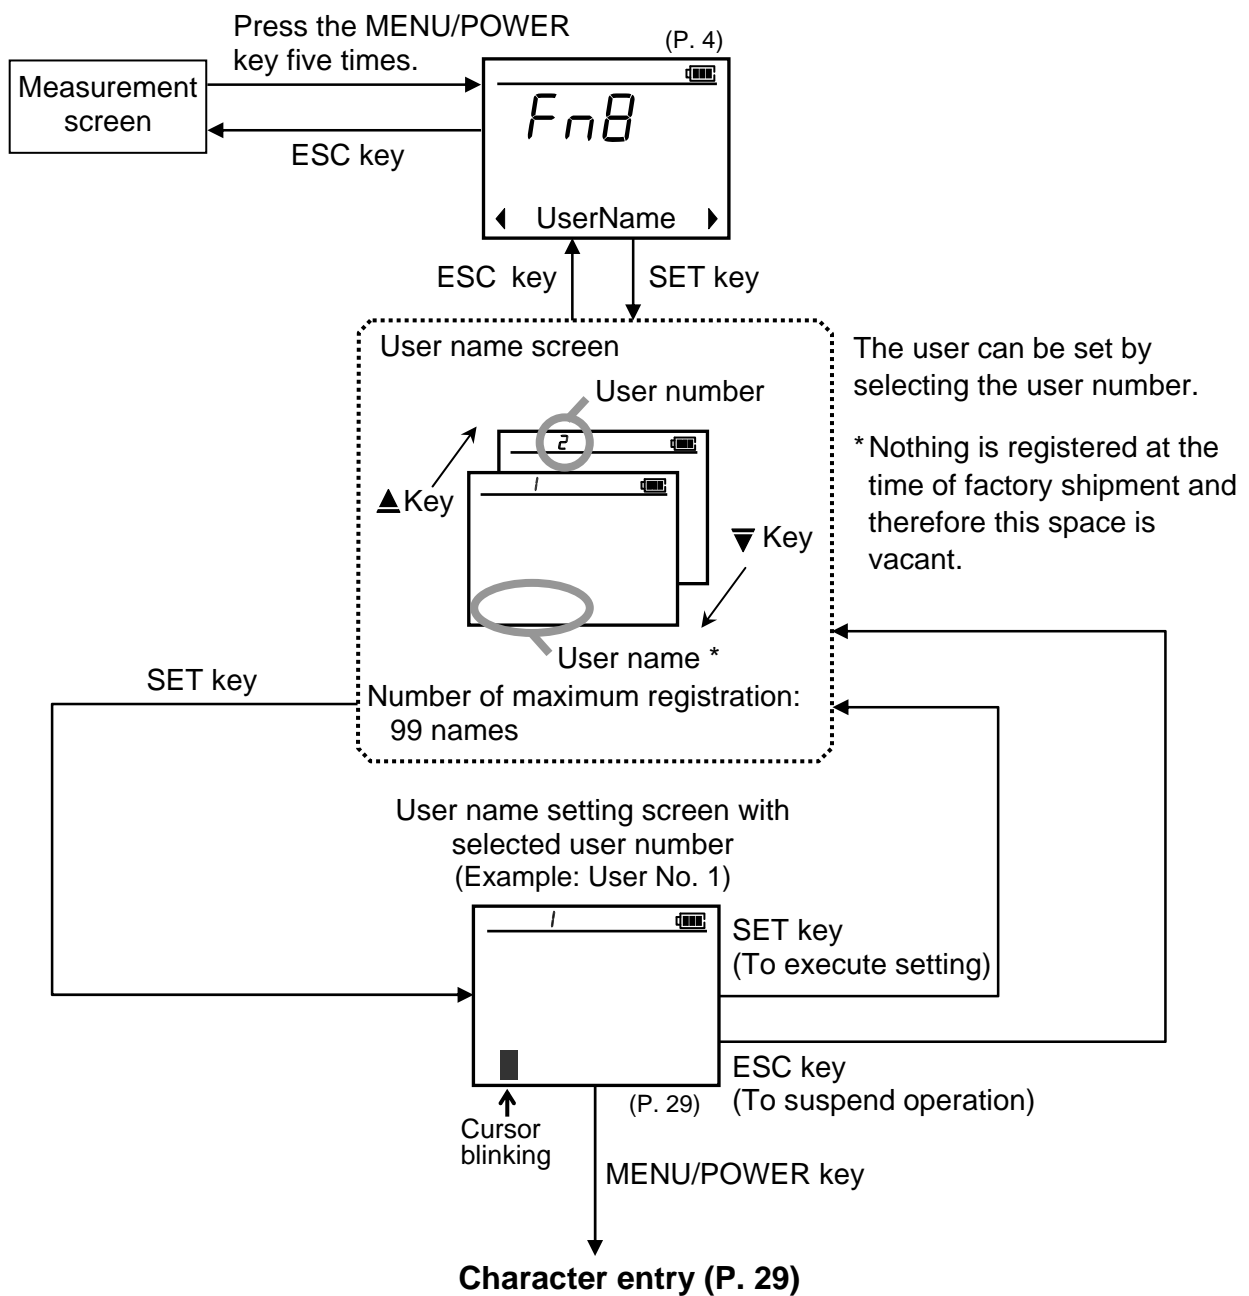 Press the MENU/POWER
key five times.
(P. 4)
Measurement
screen
ESC key
Fn8
UserName
ESC key
SET key
User name screen
User number
2
1
▲Key
▼ Key
User name *
Number of maximum registration:
99 names
The user can be set by
selecting the user number.
* Nothing is registered at the
time of factory shipment and
therefore this space is
vacant.
SET key
User name setting screen with
selected user number
(Example: User No. 1)
1
SET key
(To execute setting)
ESC key
(To suspend operation)
(P. 29)
Cursor
blinking
MENU/POWER key
Character entry (P. 29)